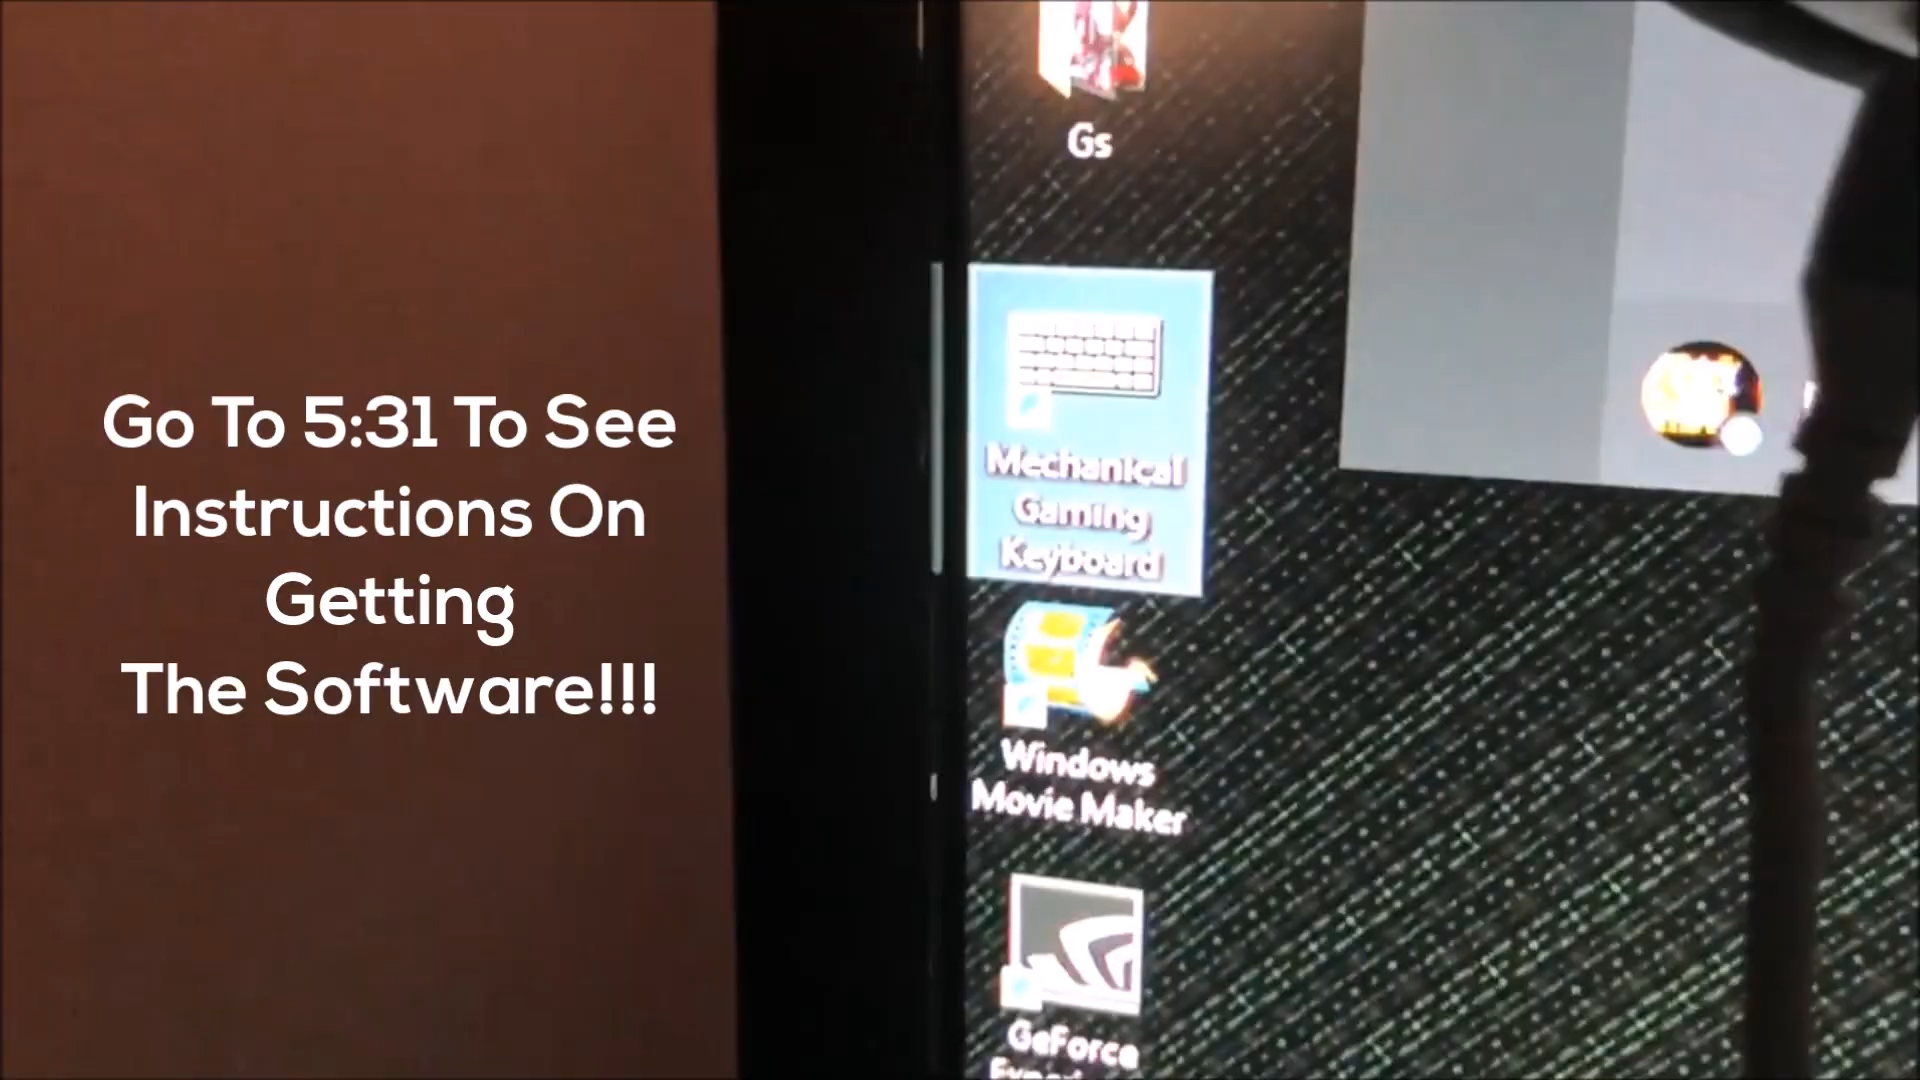 Go To 5:31 To See
Instructions On
Getting
The Software!!!
Gs
Mechanical
Gaming
Keyboard
Windows
Movie Maker
GeForce